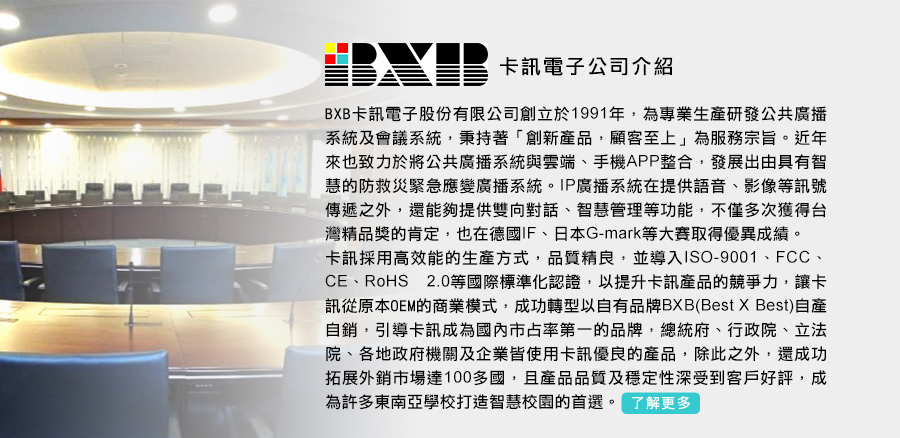 BXB 卡訊電子公司介紹
BXB卡訊電子股份有限公司創立於1991年，為專業生產研發公共廣播
系統及會議系統，秉持著「創新產品，顧客至上」為服務宗旨。近年
來也致力於將公共廣播系統與雲端、手機APP整合，發展出由具有智
慧的防救災緊急應變廣播系統。IP廣播系統在提供語音、影像等訊號
傳遞之外，還能夠提供雙向對話、智慧管理等功能，不僅多次獲得台
灣精品獎的肯定，也在德國IF、日本G-mark等大賽取得優異成績。
卡訊採用高效能的生產方式，品質精良，並導入ISO-9001、FCC、
CE、RoHS　2.0等國際標準化認證，以提升卡訊產品的競爭力，讓卡
訊從原本OEM的商業模式，成功轉型以自有品牌BXB(Best X Best)自產
自銷，引導卡訊成為國內市占率第一的品牌，總統府、行政院、立法
院、各地政府機關及企業皆使用卡訊優良的產品，除此之外，還成功
拓展外銷市場達100多國，且產品品質及穩定性深受到客戶好評，成
為許多東南亞學校打造智慧校園的首選。 了解更多